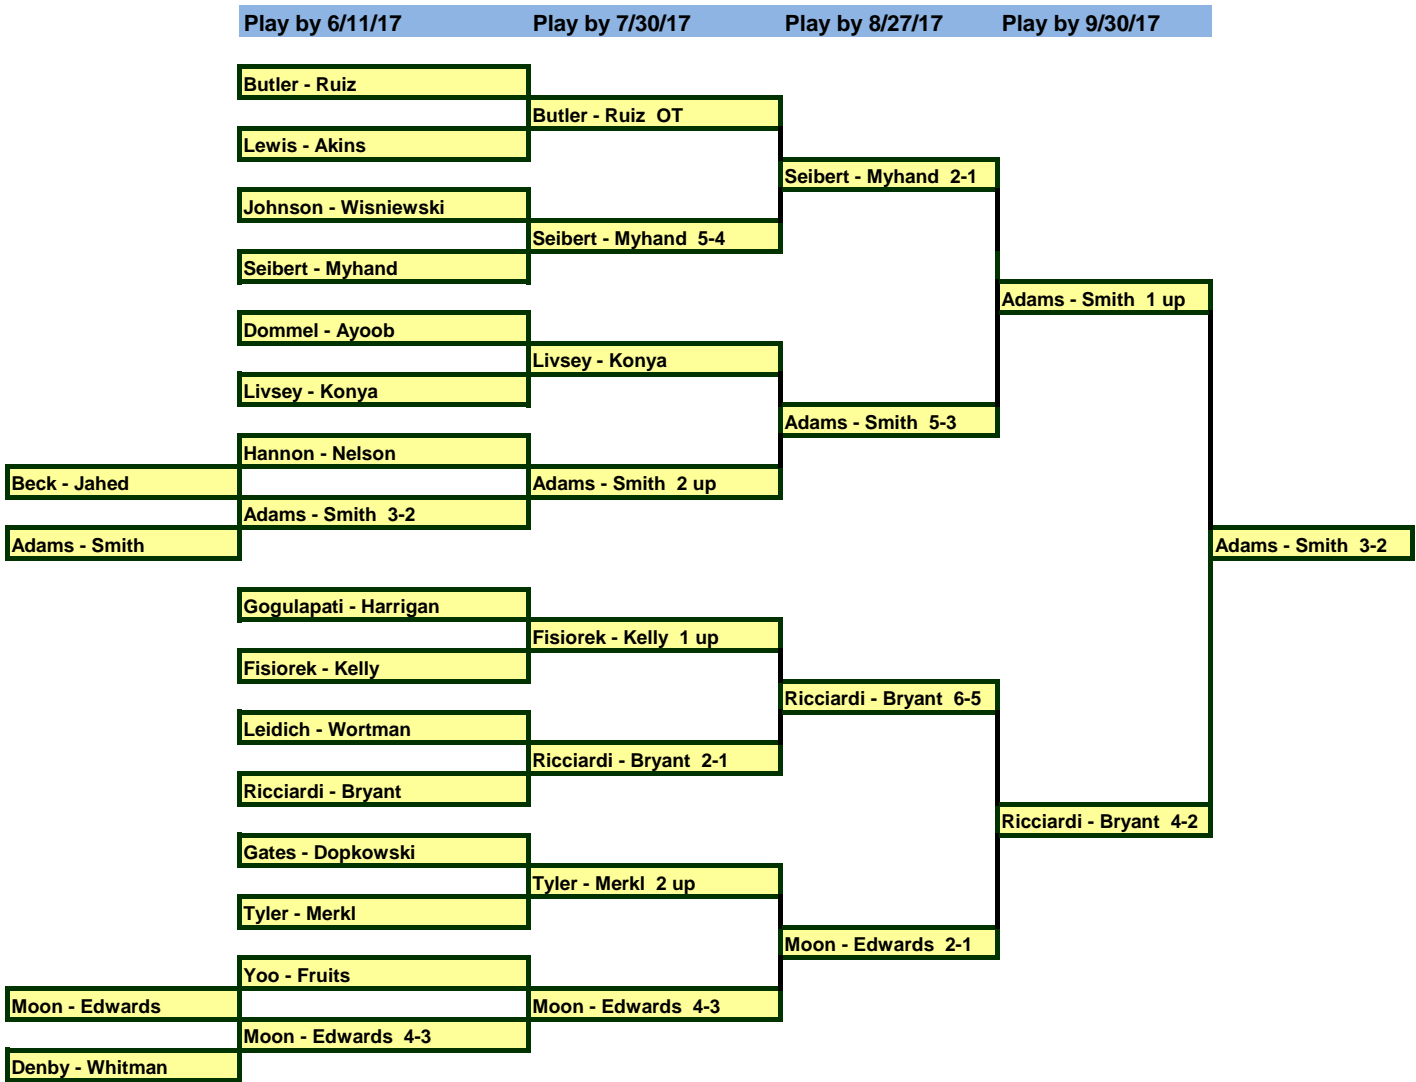 Play by 6/11/17 Play by 7/30/17 Play by 8/27/17 Play by 9/30/17
Butler - Ruiz
Butler - Ruiz  OT
Lewis - Akins
Seibert - Myhand  2-1
Johnson - Wisniewski
Seibert - Myhand  5-4
Seibert - Myhand
Adams - Smith  1 up
Dommel - Ayoob
Livsey - Konya
Livsey - Konya
Adams - Smith  5-3
Hannon - Nelson
Beck - Jahed
Adams - Smith  2 up
Adams - Smith  3-2
Adams - Smith
Adams - Smith  3-2
Gogulapati - Harrigan
Fisiorek - Kelly  1 up
Fisiorek - Kelly
Ricciardi - Bryant  6-5
Leidich - Wortman
Ricciardi - Bryant  2-1
Ricciardi - Bryant
Ricciardi - Bryant  4-2
Gates - Dopkowski
Tyler - Merkl  2 up
Tyler - Merkl
Moon - Edwards  2-1
Yoo - Fruits
Moon - Edwards
Moon - Edwards  4-3
Moon - Edwards  4-3
Denby - Whitman